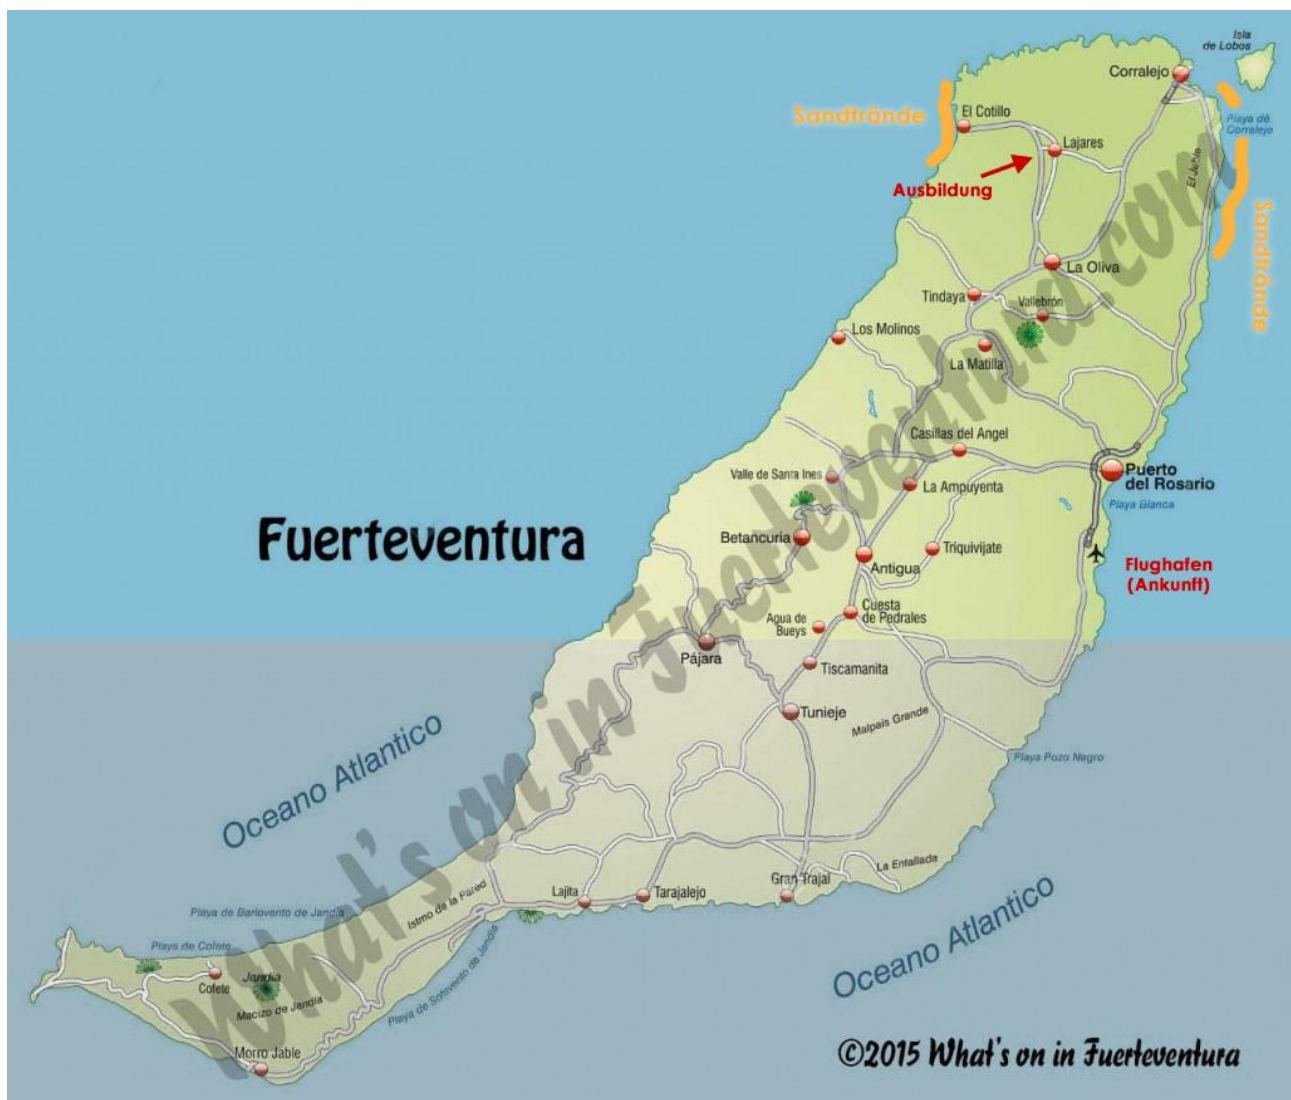 Isla
de Lobos
Corralejo
Sandtrände
El Cotillo
Playa de
Corralejo
Lajares
El Jable
Ausbildung
Sandtrände
La Oliva
Tindaya
Vallebrón
Los Molinos
La Matilla
Casillas del Angel
Valle de Santa Ines
La Ampuyenta
Puerto
del Rosario
Playa Blanca
Fuerteventura
Betancuria
Triquivijate
Antigua
Flughafen
(Ankunft)
Cuesta
de Pedrales
Agua de
Bueys
Pájara
Tiscamanita
Tunieje
Malpais Grande
Playa Pozo Negro
Oceano Atlantico
La Entallada
Gran Trajal
Lajita
Tarajalejo
Istmo de la Pared
Playa de Barlovento de Jandia
Playa de Cofete
Cofete
Jandia
Macizo de Jandia
Playa de Sotavento de Jandia
Oceano Atlantico
Morro Jable
What's on in Fuerteventura.com
©2015 What's on in Fuerteventura